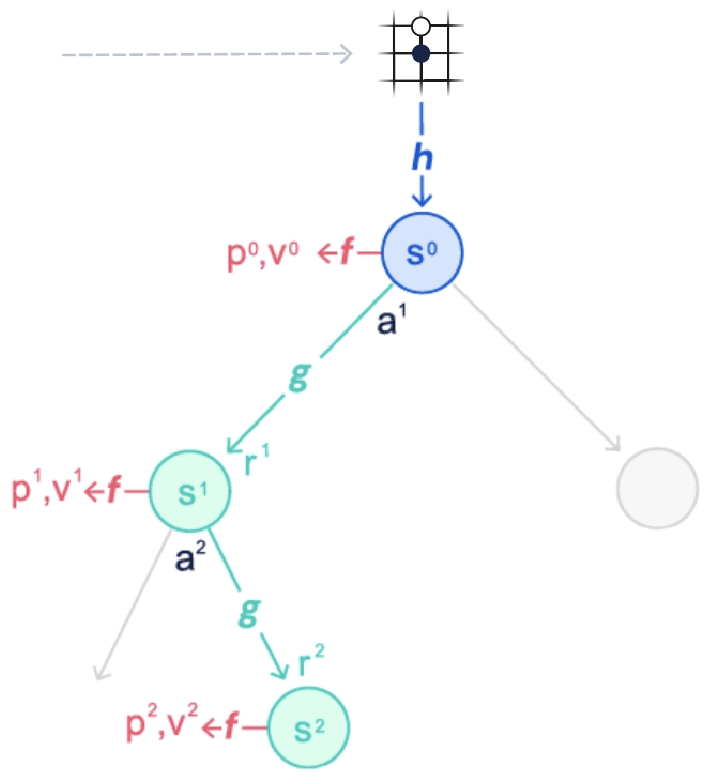 h
p⁰,v⁰ ←f s⁰
a¹
g
r¹
p¹,v¹←f s¹
a²
g
r²
p²,v²←f s²